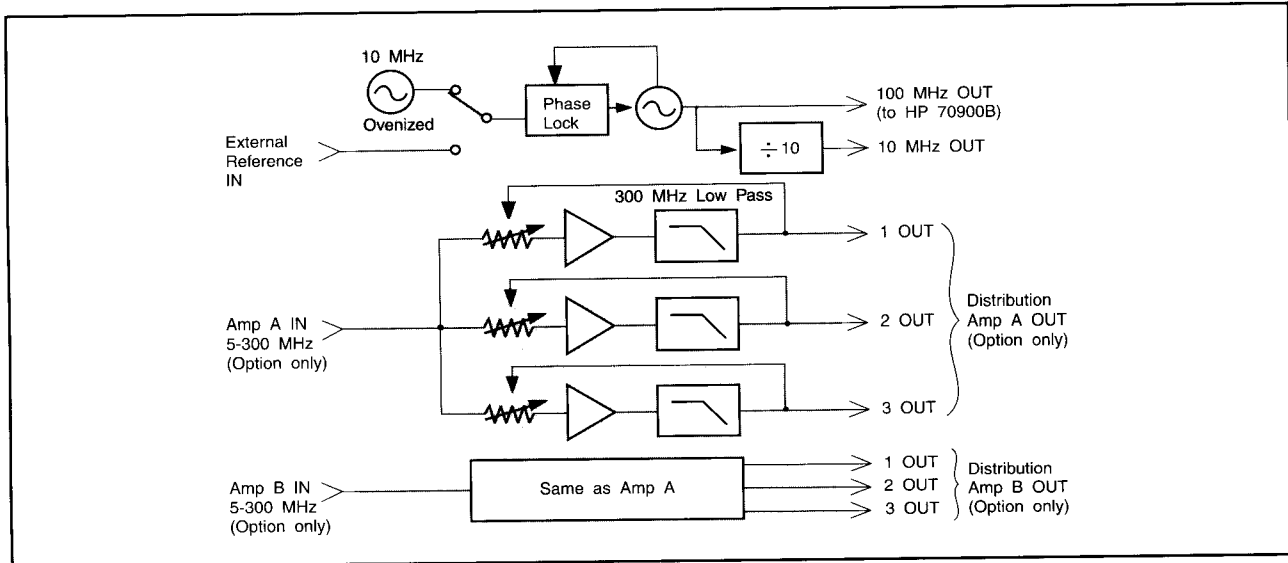 10 MHz
Ovenized
External
Reference
IN
Phase
Lock
100 MHz OUT
(to HP 70900B)
÷ 10
10 MHz OUT
300 MHz Low Pass
Amp A IN
5-300 MHz
(Option only)
1 OUT
2 OUT
3 OUT
Distribution
Amp A OUT
(Option only)
Amp B IN
5-300 MHz
(Option only)
Same as Amp A
1 OUT
2 OUT
3 OUT
Distribution
Amp B OUT
(Option only)